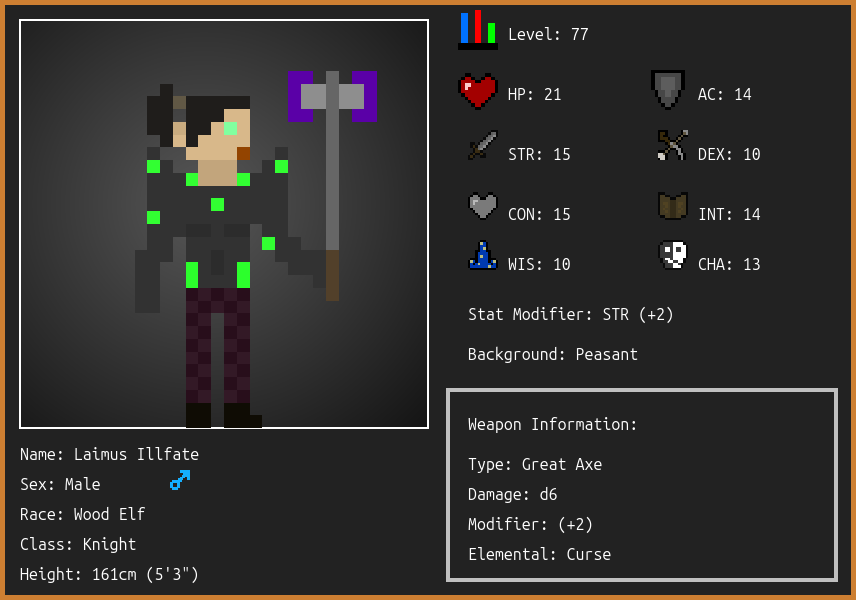 Level: 77
HP: 21
AC: 14
STR: 15
DEX: 10
CON: 15
INT: 14
WIS: 10
CHA: 13
Stat Modifier: STR (+2)
Background: Peasant
Weapon Information:
Type: Great Axe
Damage: d6
Modifier: (+2)
Elemental: Curse
Name: Laimus Illfate
Sex: Male
Race: Wood Elf
Class: Knight
Height: 161cm (5'3")